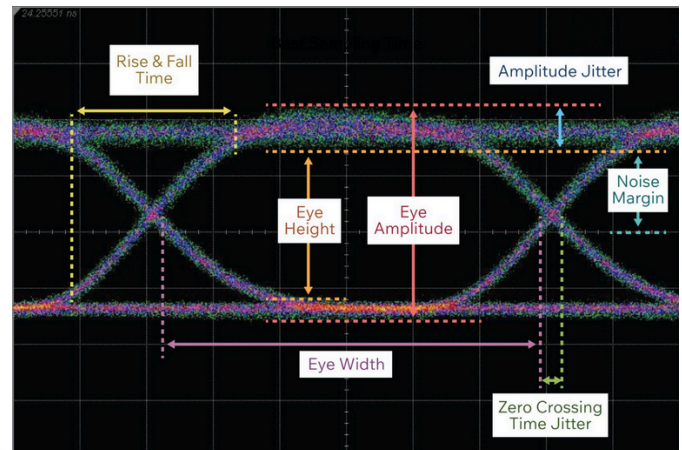 24.25551 ns
Rise & Fall
Time
Amplitude Jitter
Noise
Margin
Eye
Height
Eye
Amplitude
Eye Width
Zero Crossing
Time Jitter